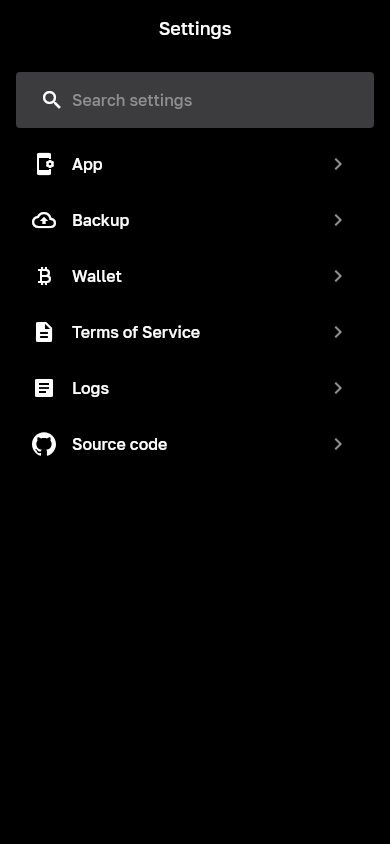 Settings
Search settings
App
Backup
Wallet
Terms of Service
Logs
Source code